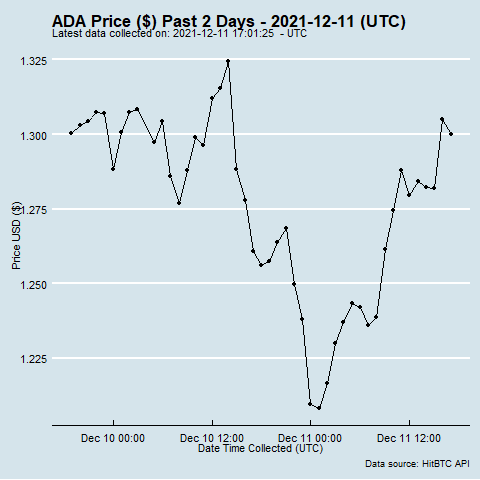 ADA Price ($) Past 2 Days - 2021-12-11 (UTC)
Latest data collected on: 2021-12-11 17:01:25 - UTC
1.325
1.300
1.275
1.250
1.225
Price USD ($)
Dec 10 00:00 Dec 10 12:00 Dec 11 00:00 Dec 11 12:00
Date Time Collected (UTC)
Data source: HitBTC API